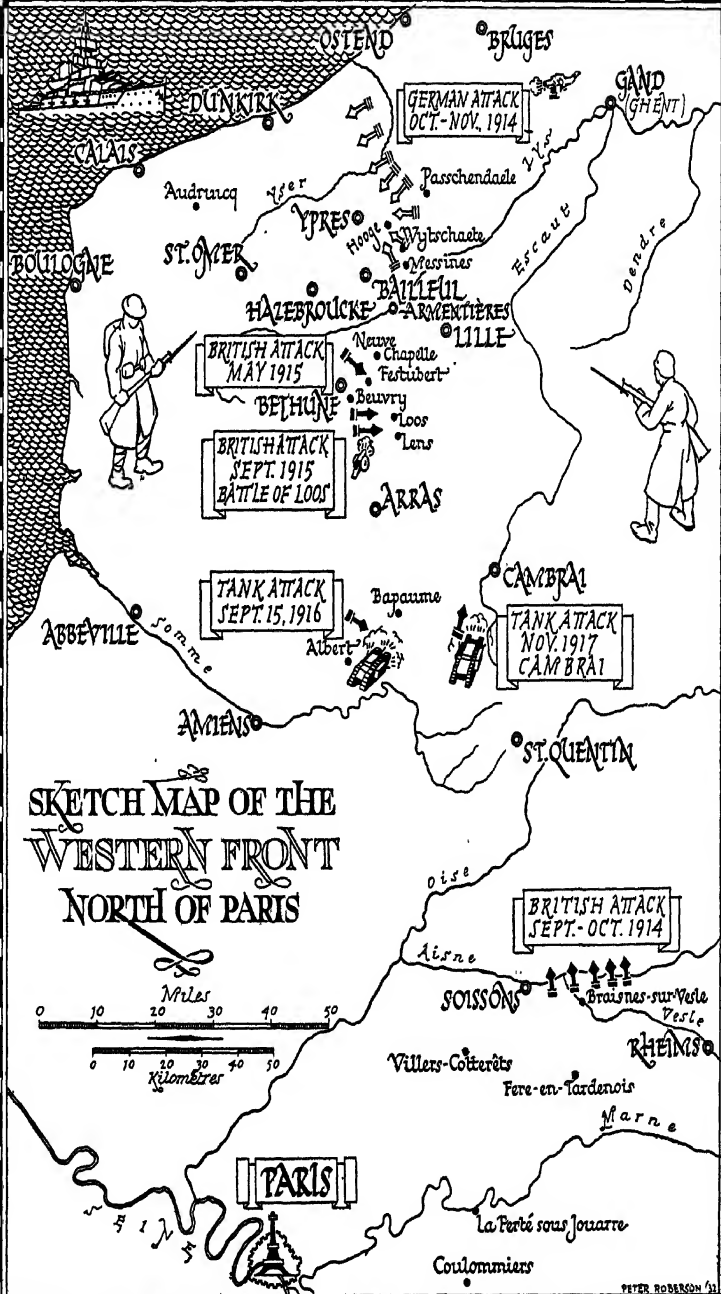 OSTEND
BRUGES
GERMAN ATTACK
OCT.-NOV. 1914
GAND
(GHENT)
DUNKIRK
CALAIS
Lys
Audruicq
Yser
Passchendaele
YPRES
Hooge
Wytschaete
Escaut
Dendre
ST. OMER
Messines
BOULOGNE
BAILLEUL
HAZEBROUCKE
ARMENTIÈRES
LILLE
BRITISH ATTACK
MAY 1915
Neuve
Chapelle
Festubert
BETHUNE
Beuvry
Loos
Lens
BRITISH ATTACK
SEPT. 1915
BATTLE OF LOOS
ARRAS
CAMBRAI
TANK ATTACK
SEPT. 15, 1916
Bapaume
ABBEVILLE
Somme
Albert
TANK ATTACK
NOV. 1917
CAMBRAI
AMIENS
ST. QUENTIN
SKETCH MAP OF THE
WESTERN FRONT
NORTH OF PARIS
Oise
BRITISH ATTACK
SEPT.-OCT. 1914
Aisne
Miles
0 10 20 30 40 50
0 10 20 30 40 50
Kilometres
SOISSONS
Braisnes-sur-Vesle
Vesle
RHEIMS
Villers-Cotterêts
Fere-en-Tardenois
Marne
PARIS
SEINE
La Ferté sous Jouarre
Coulommiers
PETER ROBERSON